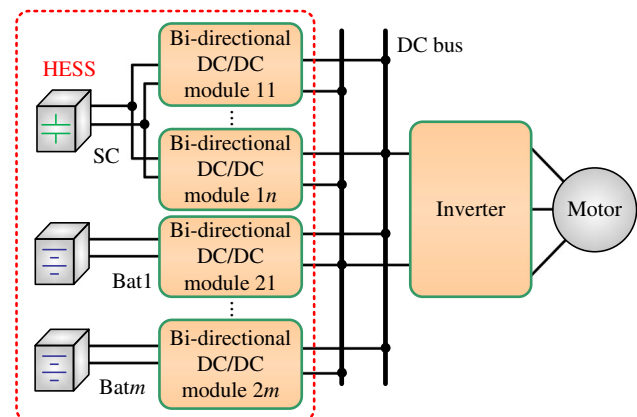 HESS
SC
Bi-directional
DC/DC
module 11
Bi-directional
DC/DC
module 1n
Bat1
Bi-directional
DC/DC
module 21
Batm
Bi-directional
DC/DC
module 2m
DC bus
Inverter
Motor